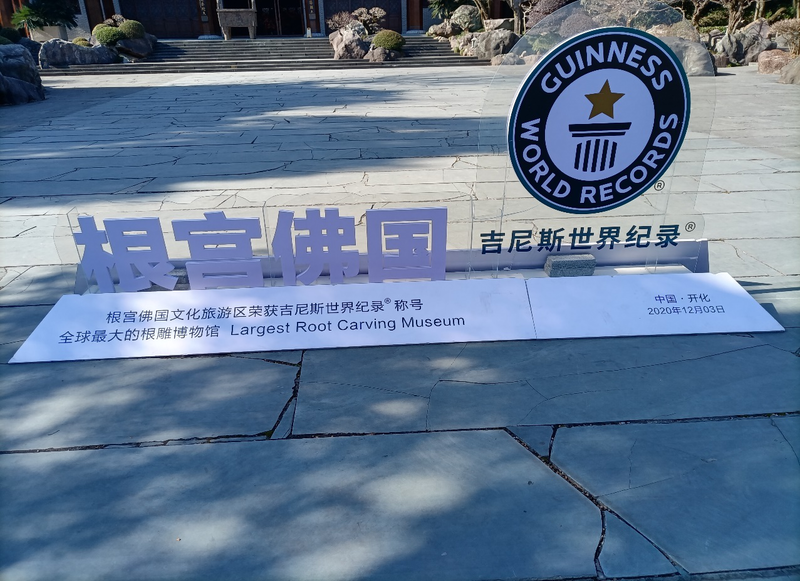 GUINNESS
WORLD RECORDS
®
吉尼斯世界纪录®
根宫佛国
根宫佛国文化旅游区荣获吉尼斯世界纪录®称号
全球最大的根雕博物馆 Largest Root Carving Museum
中国·开化
2020年12月03日